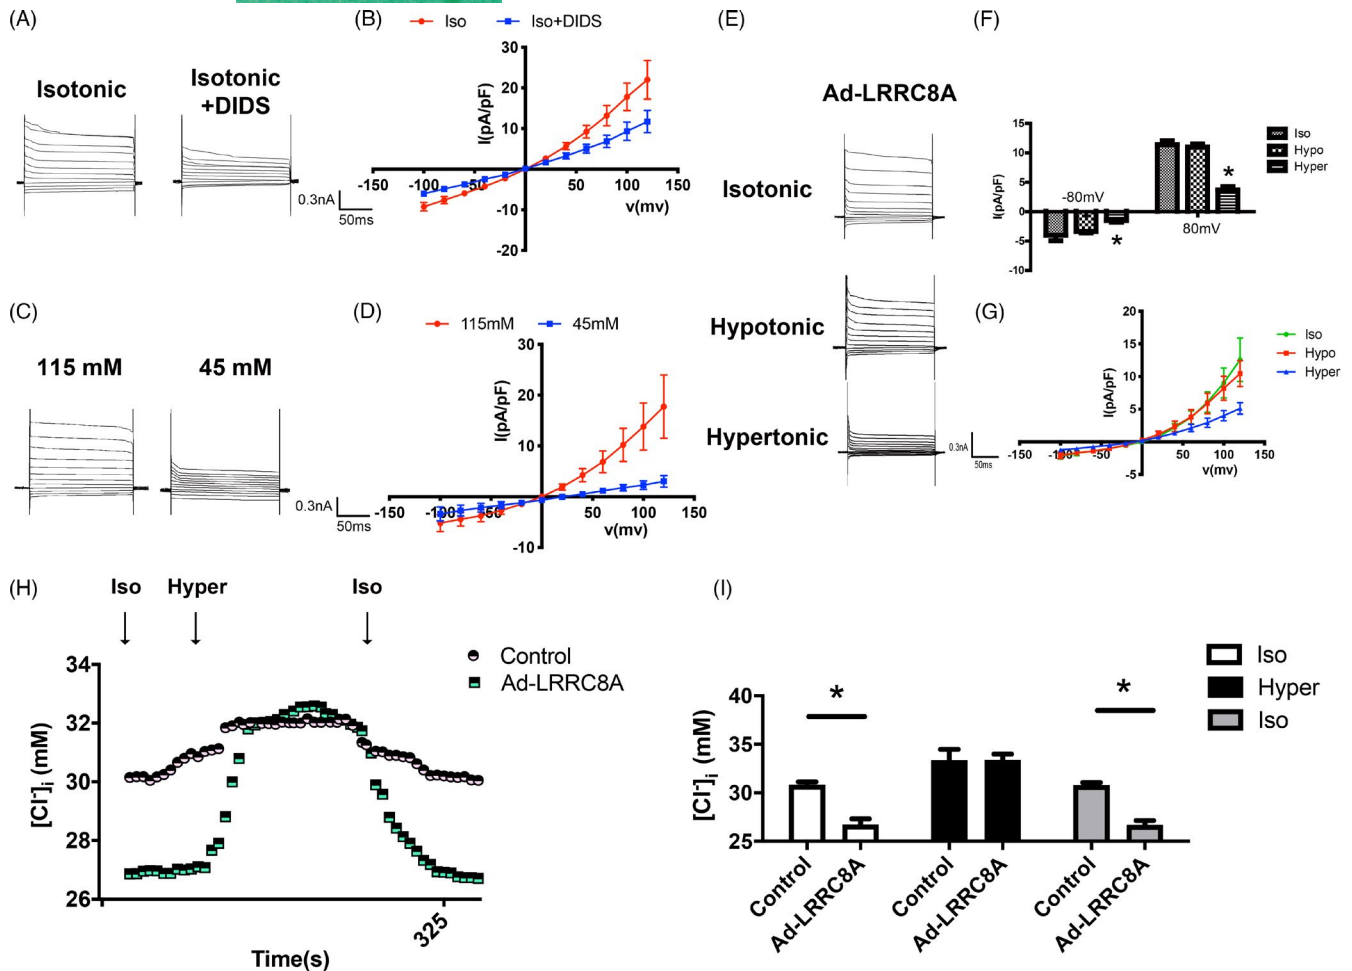 (A)
Isotonic
Isotonic
+DIDS
0.3nA
50ms
(B)
Iso
Iso+DIDS
30
20
10
-10
-20
-150
-100
-50
50
100
150
I(pA/pF)
v(mv)
(C)
115 mM
45 mM
0.3nA
50ms
(D)
115mM
45mM
30
20
10
-10
-150
-100
-50
50
100
150
I(pA/pF)
v(mv)
(E)
Ad-LRRC8A
Isotonic
Hypotonic
Hypertonic
0.3nA
50ms
(F)
15
10
5
0
-5
-10
I(pA/pF)
-80mV
80mV
*
*
Iso
Hypo
Hyper
(G)
20
15
10
5
-5
-150
-100
-50
50
100
150
I(pA/pF)
v(mv)
Iso
Hypo
Hyper
(H)
Iso
Hyper
Iso
Control
Ad-LRRC8A
34
32
30
28
26
[Cl-]i (mM)
325
Time(s)
(I)
Iso
Hyper
Iso
40
35
30
25
[Cl-]i (mM)
*
*
Control
Ad-LRRC8A
Control
Ad-LRRC8A
Control
Ad-LRRC8A